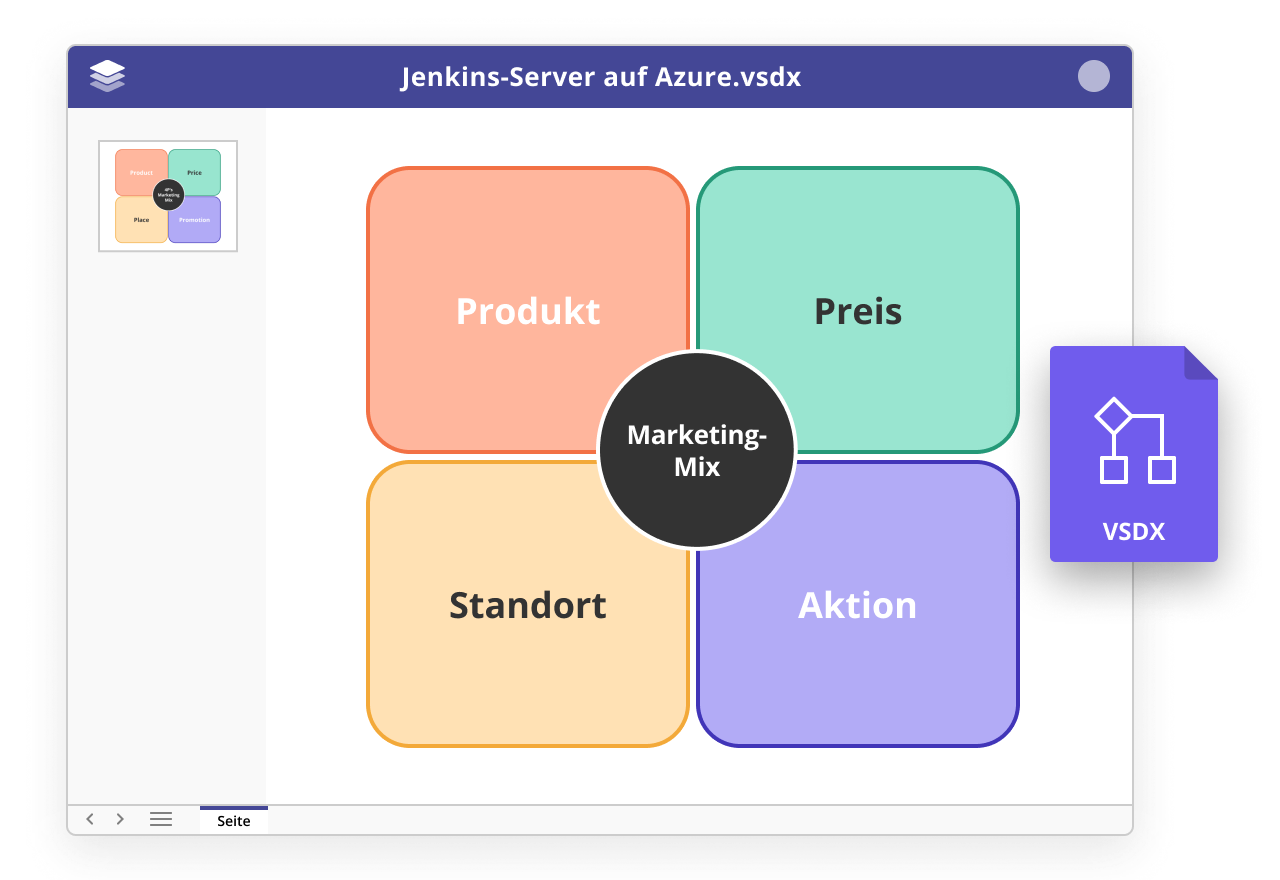 Jenkins-Server auf Azure.vsdx
Product
Price
4P's
Marketing
Mix
Place
Promotion
Produkt
Preis
Marketing-
Mix
Standort
Aktion
VSDX
Seite